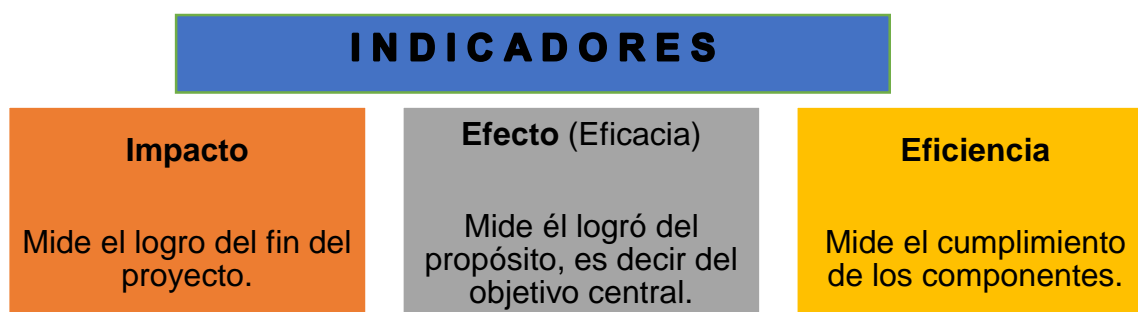 INDICADORES
Impacto
Mide el logro del fin del
proyecto.
Efecto (Eficacia)
Mide él logró del
propósito, es decir del
objetivo central.
Eficiencia
Mide el cumplimiento
de los componentes.